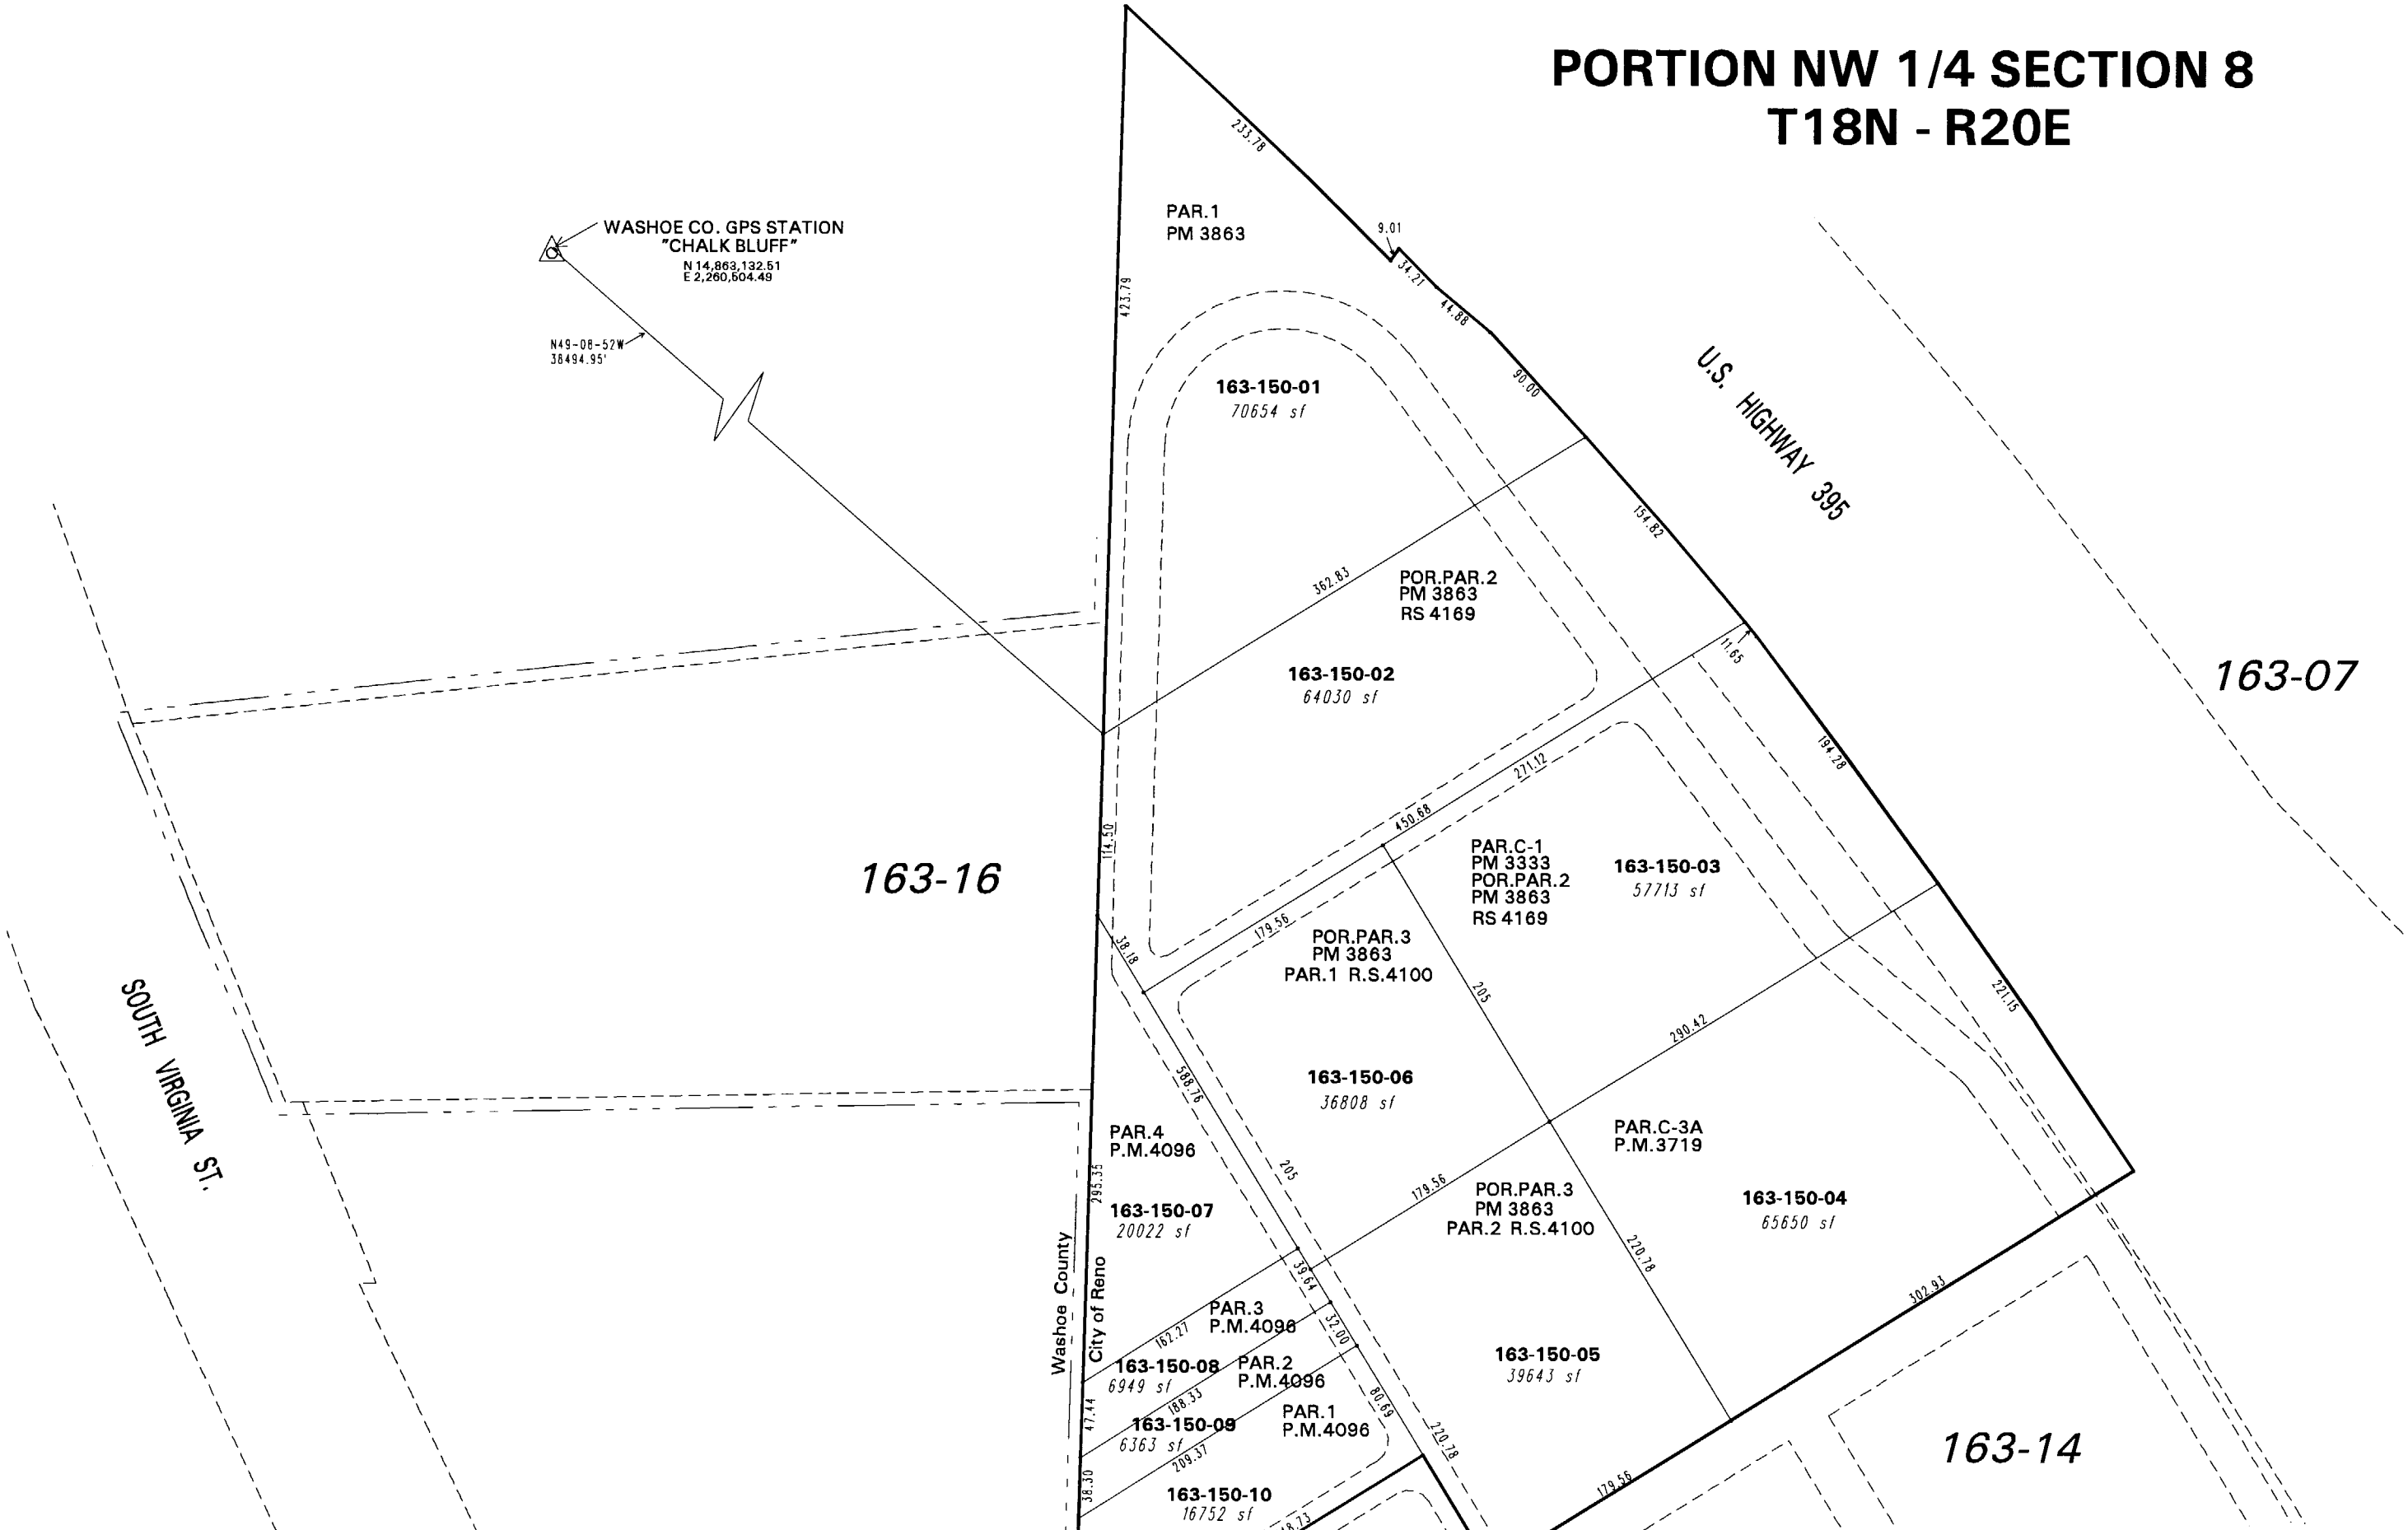 PORTION NW 1/4 SECTION 8
T18N - R20E
233.78
PAR.1
PM 3863
9.01
34.21
44.88
WASHOE CO. GPS STATION
"CHALK BLUFF"
N 14,863,132.51
E 2,260,504.49
423.79
N49-08-52W
38494.95'
U.S. HIGHWAY 395
90.00
163-150-01
70654 sf
154.82
362.83
POR.PAR.2
PM 3863
RS 4169
11.65
163-07
163-150-02
64030 sf
194.28
271.12
450.68
114.50
163-16
PAR.C-1
PM 3333
POR.PAR.2
PM 3863
RS 4169
163-150-03
57713 sf
179.56
38.18
POR.PAR.3
PM 3863
PAR.1 R.S.4100
205
221.15
290.42
SOUTH VIRGINIA ST.
588.76
163-150-06
36808 sf
PAR.4
P.M.4096
PAR.C-3A
P.M.3719
295.35
205
179.56
POR.PAR.3
PM 3863
PAR.2 R.S.4100
163-150-04
65650 sf
163-150-07
20022 sf
220.78
Washoe County
City of Reno
39.64
302.93
PAR.3
P.M.4096
162.27
32.00
163-150-08
6949 sf
PAR.2
P.M.4096
163-150-05
39643 sf
188.33
80.69
47.44
163-150-09
6363 sf
PAR.1
P.M.4096
220.78
209.37
163-14
38.30
179.56
163-150-10
16752 sf